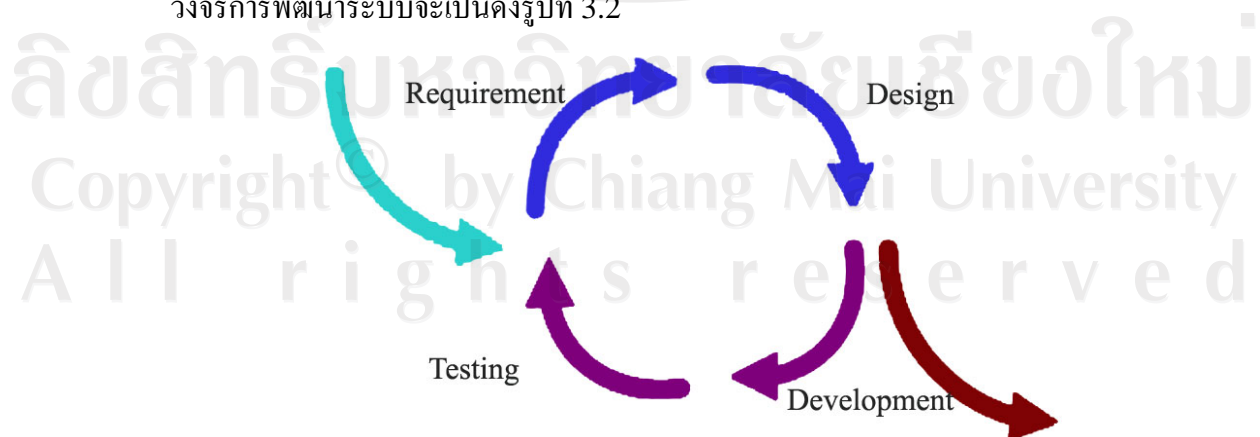 วงจรการพัฒนาระบบจะเป็นดังรูปที่ 3.2
ลิขสิทธิ์มหาวิทยาลัยเชียงใหม่
Requirement
Design
Copyright© by Chiang Mai University
All rights reserved
Testing
Development